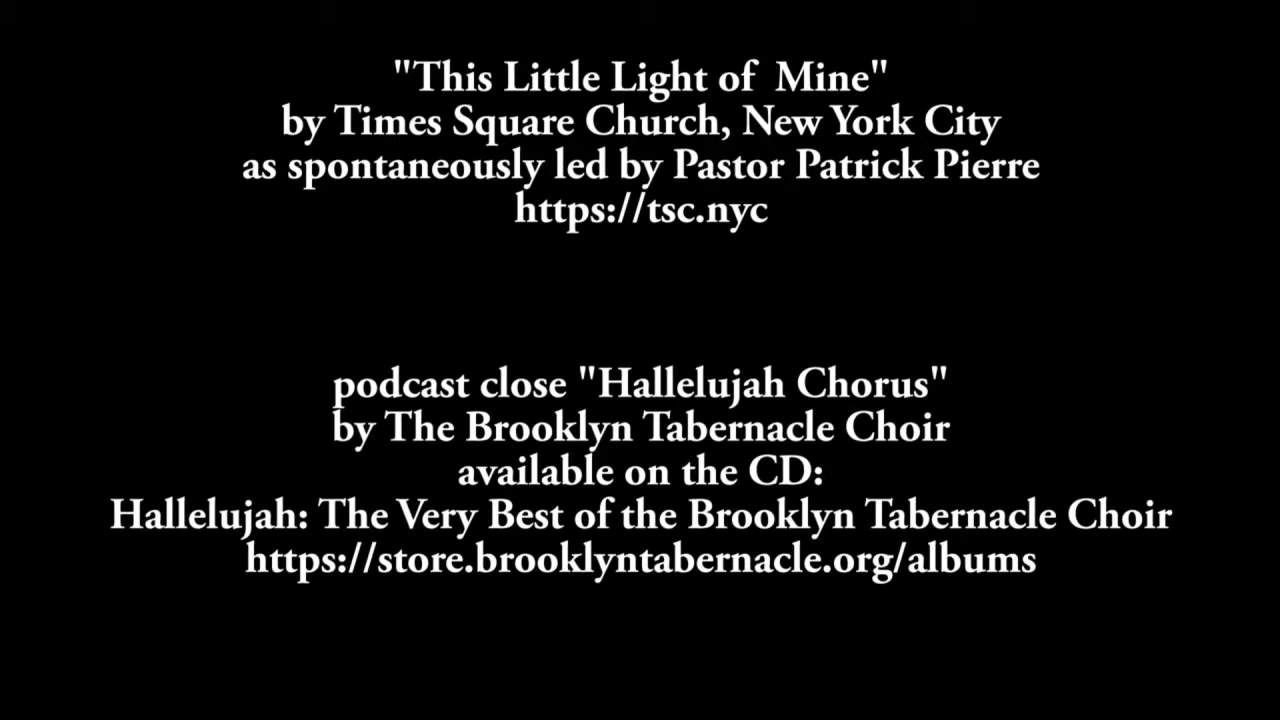 "This Little Light of Mine"
by Times Square Church, New York City
as spontaneously led by Pastor Patrick Pierre
https://tsc.nyc
podcast close "Hallelujah Chorus"
by The Brooklyn Tabernacle Choir
available on the CD:
Hallelujah: The Very Best of the Brooklyn Tabernacle Choir
https://store.brooklyntabernacle.org/albums